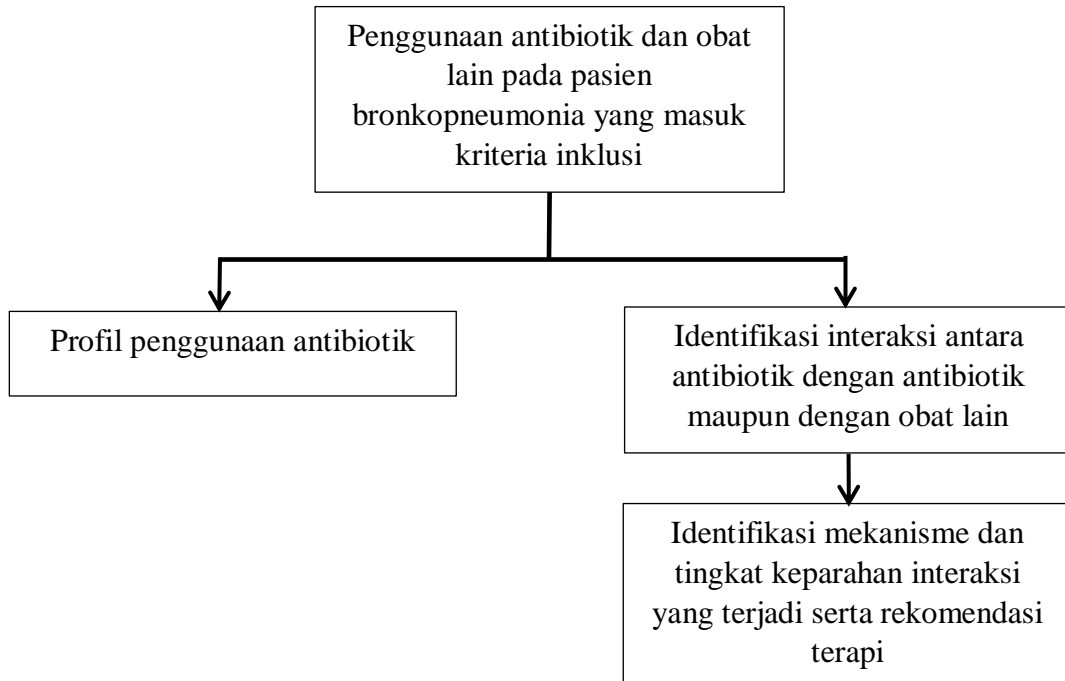 Penggunaan antibiotik dan obat
lain pada pasien
bronkopneumonia yang masuk
kriteria inklusi
Profil penggunaan antibiotik
Identifikasi interaksi antara
antibiotik dengan antibiotik
maupun dengan obat lain
Identifikasi mekanisme dan
tingkat keparahan interaksi
yang terjadi serta rekomendasi
terapi